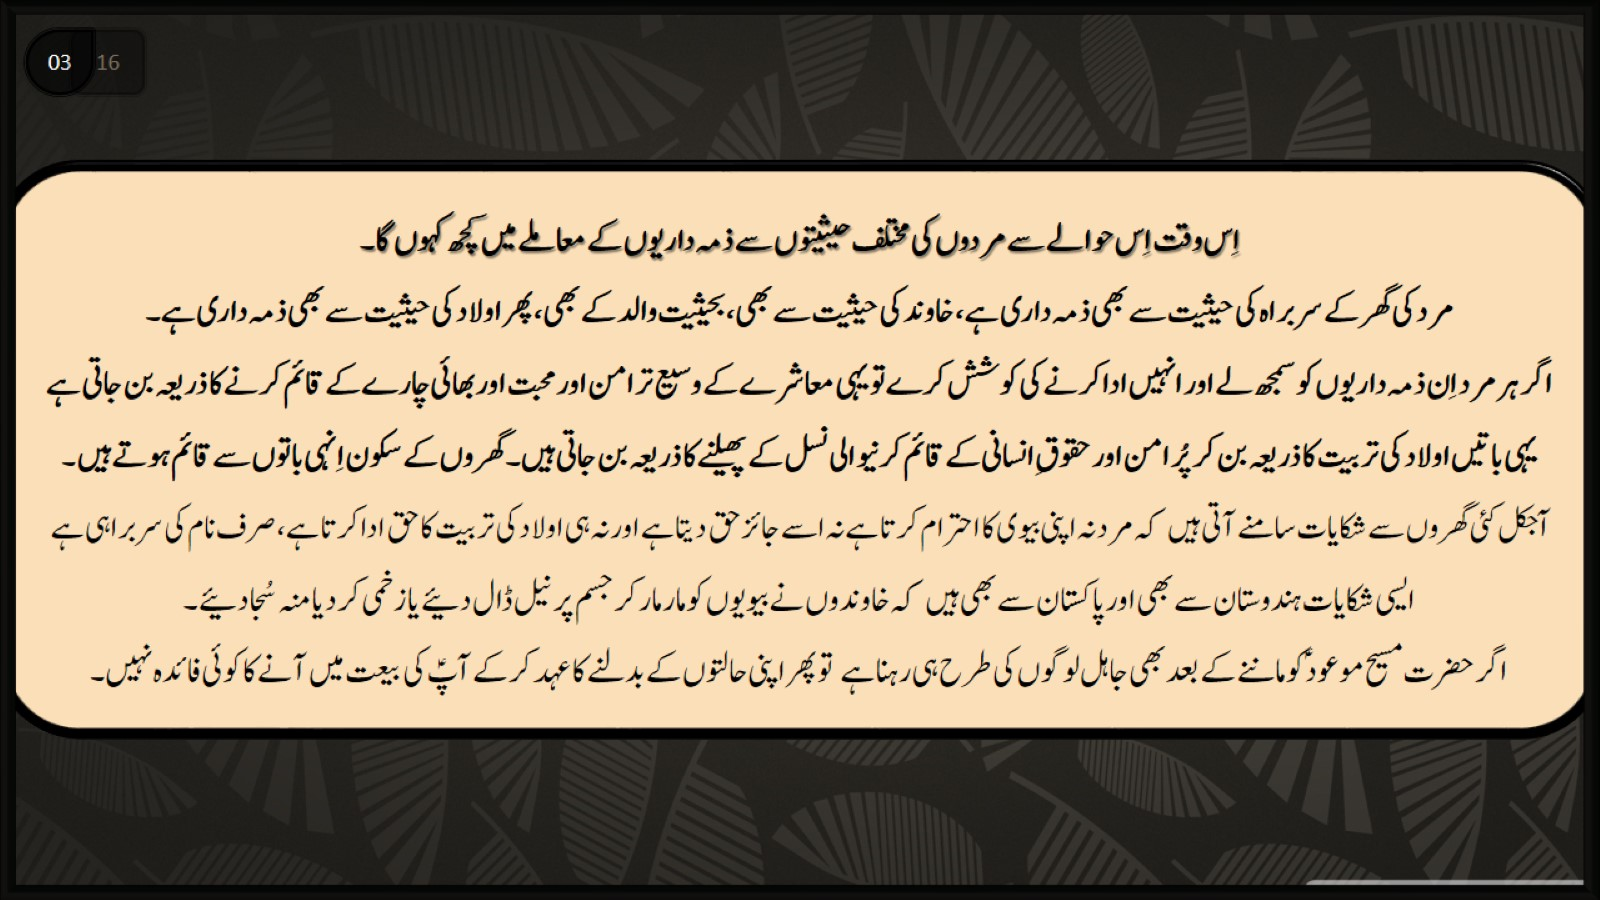 03 16
اِس وقت اِس حوالے سے مردوں کی مختلف حیثیتوں سے ذمہ داریوں کے معاملے میں کچھ کہوں گا۔
مرد کی گھر کے سربراہ کی حیثیت سے بھی ذمہ داری ہے، خاوند کی حیثیت سے بھی، بحیثیت والد کے بھی، پھر اولاد کی حیثیت سے بھی ذمہ داری ہے۔
اگر ہر مرد اِن ذمہ داریوں کو سمجھ لے اور انہیں ادا کرنے کی کوشش کرے تو یہی معاشرے کے وسیع تر امن اور محبت اور بھائی چارے کے قائم کرنے کا ذریعہ بن جاتی ہے
یہی باتیں اولاد کی تربیت کا ذریعہ بن کر پُر امن اور حقوقِ انسانی کے قائم کرنیوالی نسل کے پھیلنے کا ذریعہ بن جاتی ہیں۔ گھروں کے سکون اِنہی باتوں سے قائم ہوتے ہیں۔
آجکل کئی گھروں سے شکایات سامنے آتی ہیں کہ مرد نہ اپنی بیوی کا احترام کرتا ہے نہ اسے جائز حق دیتا ہے اور نہ ہی اولاد کی تربیت کا حق ادا کرتا ہے، صرف نام کی سربراہی ہے
ایسی شکایات ہندوستان سے بھی اور پاکستان سے بھی ہیں کہ خاوندوں نے بیویوں کو مار مار کر جسم پر نیل ڈال دیئے یا زخمی کر دیا منہ سُجا دیئے۔
اگر حضرت مسیح موعودؑ کو ماننے کے بعد بھی جاہل لوگوں کی طرح ہی رہنا ہے تو پھر اپنی حالتوں کے بدلنے کا عہد کر کے آپؑ کی بیعت میں آنے کا کوئی فائدہ نہیں۔